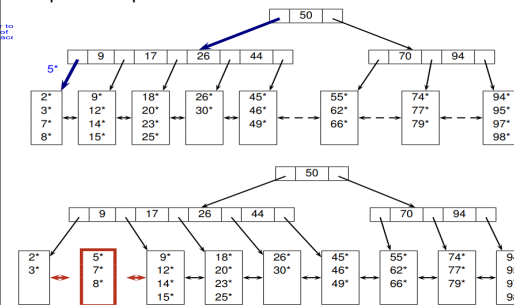 50
to
of
9 17 26 44
70 94
5*
2* 9* 18* 26* 45* 55* 74* 94*
3* 12* 20* 30* 46* 62* 77* 95*
7* 14* 23* 49* 66* 79* 97*
8* 15* 25* 98*
50
9 17 26 44
70 94
2* 5* 9* 18* 26* 45* 55* 74*
3* 7* 12* 20* 30* 46* 62* 77*
8* 14* 23* 49* 66* 79*
15* 25*